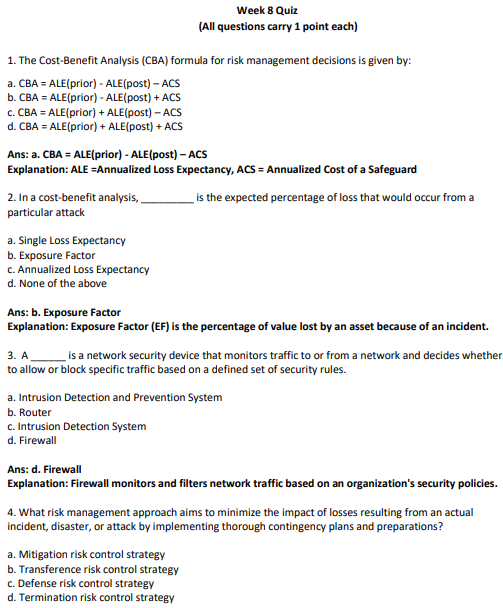 Week 8 Quiz
(All questions carry 1 point each)
1. The Cost-Benefit Analysis (CBA) formula for risk management decisions is given by:
a. CBA = ALE(prior) - ALE(post) – ACS
b. CBA = ALE(prior) - ALE(post) + ACS
c. CBA = ALE(prior) + ALE(post) – ACS
d. CBA = ALE(prior) + ALE(post) + ACS
Ans: a. CBA = ALE(prior) - ALE(post) – ACS
Explanation: ALE =Annualized Loss Expectancy, ACS = Annualized Cost of a Safeguard
2. In a cost-benefit analysis, _________ is the expected percentage of loss that would occur from a
particular attack
a. Single Loss Expectancy
b. Exposure Factor
c. Annualized Loss Expectancy
d. None of the above
Ans: b. Exposure Factor
Explanation: Exposure Factor (EF) is the percentage of value lost by an asset because of an incident.
3. A ______ is a network security device that monitors traffic to or from a network and decides whether
to allow or block specific traffic based on a defined set of security rules.
a. Intrusion Detection and Prevention System
b. Router
c. Intrusion Detection System
d. Firewall
Ans: d. Firewall
Explanation: Firewall monitors and filters network traffic based on an organization's security policies.
4. What risk management approach aims to minimize the impact of losses resulting from an actual
incident, disaster, or attack by implementing thorough contingency plans and preparations?
a. Mitigation risk control strategy
b. Transference risk control strategy
c. Defense risk control strategy
d. Termination risk control strategy